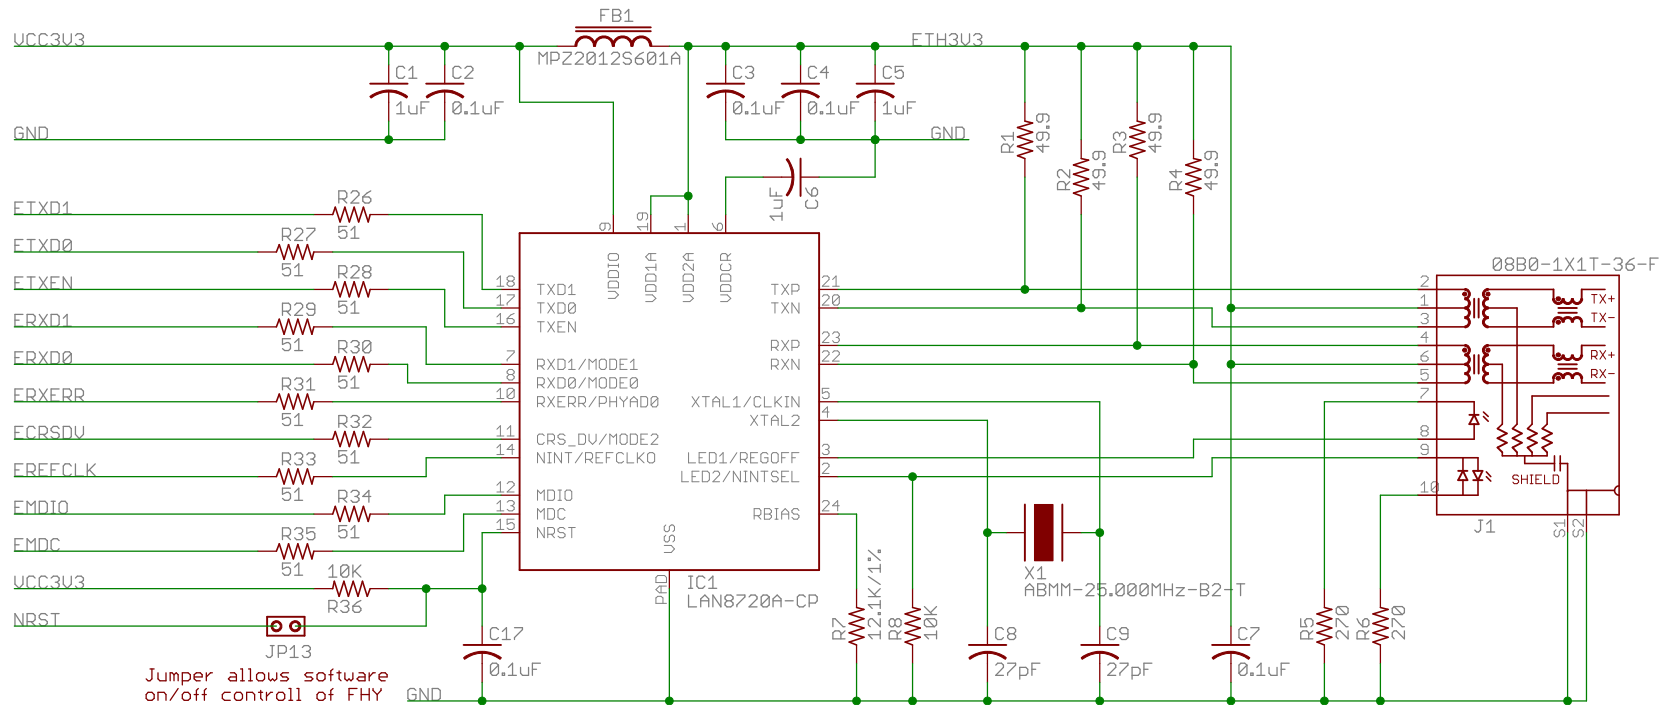 FB1
VCC3V3
ETH3V3
MPZ2012S601A
C1
C2
C3
C4
C5
1uF
0.1uF
0.1uF
0.1uF
1uF
GND
GND
R1
49.9
R2
49.9
R3
49.9
R4
49.9
1uF
C6
ETXD1
R26
51
ETXD0
R27
51
ETXEN
R28
51
ERXD1
R29
51
ERXD0
R30
51
ERXERR
R31
51
ECRSDV
R32
51
EREFCLK
R33
51
EMDIO
R34
51
EMDC
R35
51
VCC3V3
10K
R36
NRST
JP13
Jumper allows software
on/off controll of FHY
9
19
1
6
VDDIO
VDD1A
VDD2A
VDDCR
18
TXD1
17
TXD0
16
TXEN
7
RXD1/MODE1
8
RXD0/MODE0
10
RXERR/PHYAD0
11
CRS_DV/MODE2
14
NINT/REFCLKO
12
MDIO
13
MDC
15
NRST
TXP
21
TXN
20
RXP
23
RXN
22
XTAL1/CLKIN
5
XTAL2
4
LED1/REGOFF
3
LED2/NINTSEL
2
RBIAS
24
VSS
PAD
IC1
LAN8720A-CP
C17
0.1uF
GND
R7
12.1K/1%
R8
10K
X1
ABMM-25.000MHz-B2-T
C8
27pF
C9
27pF
C7
0.1uF
R5
270
R6
270
08B0-1X1T-36-F
2
1
3
4
6
5
7
8
9
10
TX+
TX-
RX+
RX-
SHIELD
J1
S1
S2